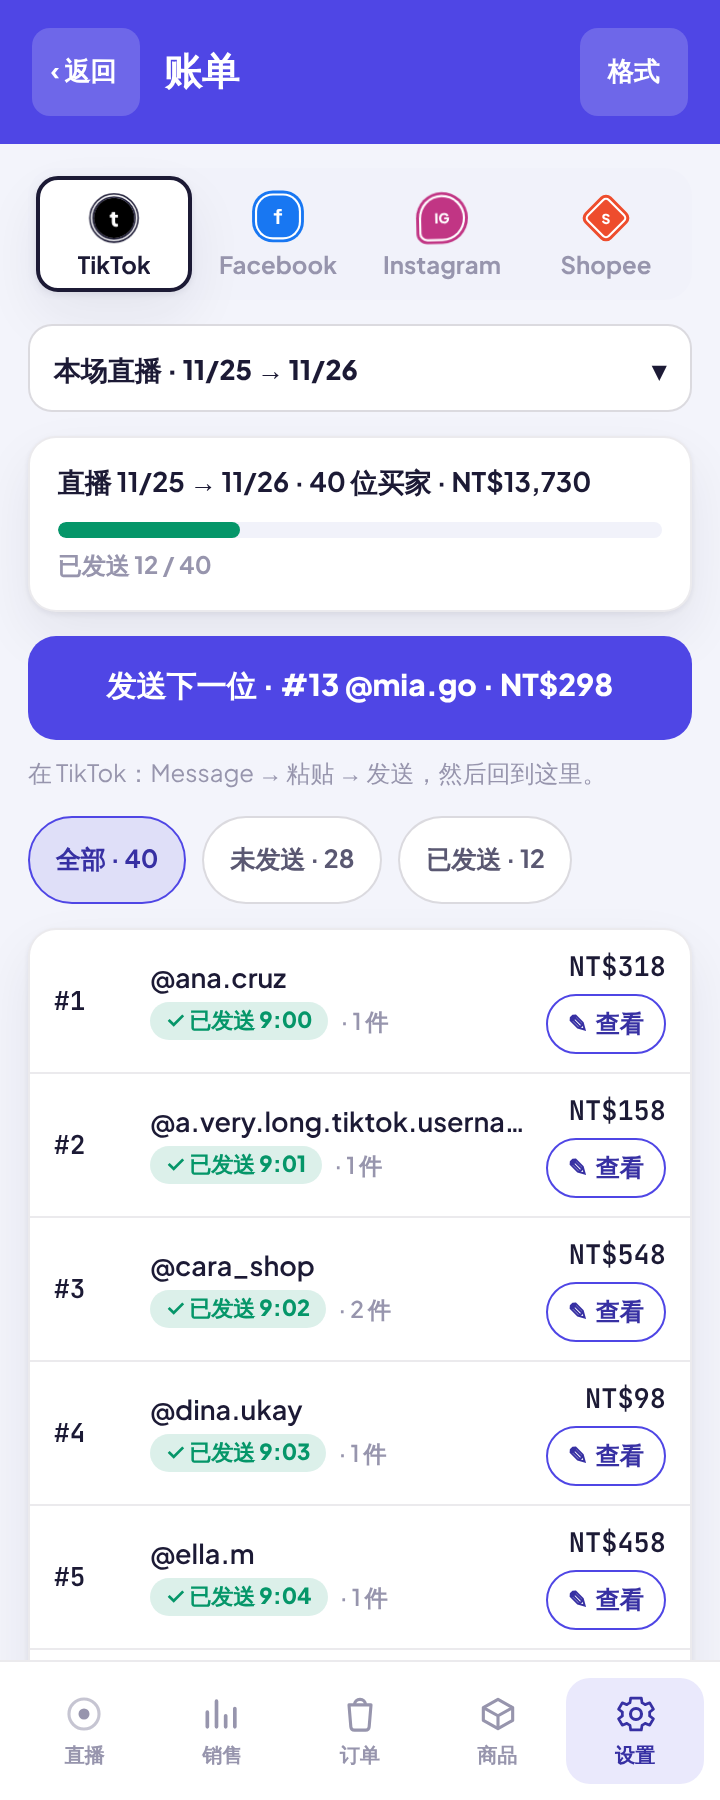 ‹ 返回
账单
格式
t
f
IG
S
TikTok
Facebook
Instagram
Shopee
本场直播 · 11/25 → 11/26
▼
直播 11/25 → 11/26 · 40 位买家 · NT$13,730
已发送 12 / 40
发送下一位 · #13 @mia.go · NT$298
在 TikTok：Message → 粘贴 → 发送，然后回到这里。
全部 · 40
未发送 · 28
已发送 · 12
#1
@ana.cruz
✓ 已发送 9:00 · 1 件
NT$318
✎ 查看
#2
@a.very.long.tiktok.userna…
✓ 已发送 9:01 · 1 件
NT$158
✎ 查看
#3
@cara_shop
✓ 已发送 9:02 · 2 件
NT$548
✎ 查看
#4
@dina.ukay
✓ 已发送 9:03 · 1 件
NT$98
✎ 查看
#5
@ella.m
✓ 已发送 9:04 · 1 件
NT$458
✎ 查看
直播
销售
订单
商品
设置